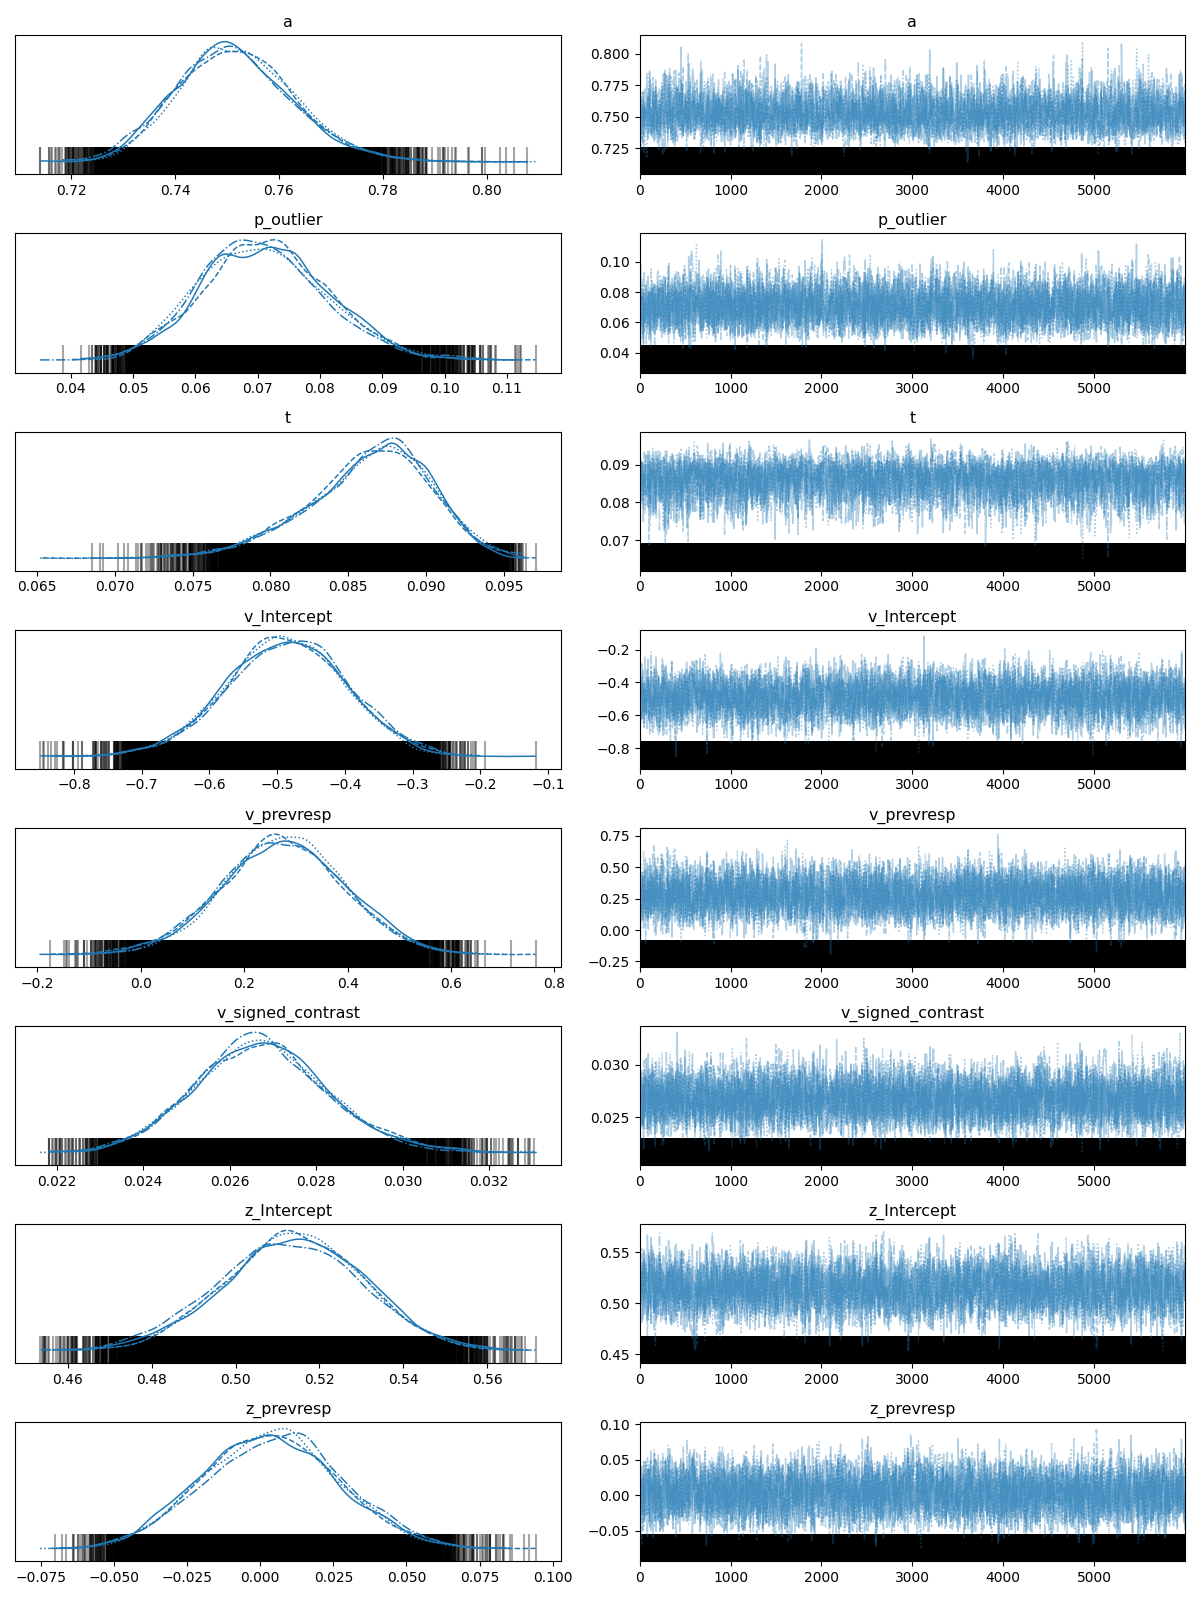 a a
0.72 0.74 0.76 0.78 0.80
0.800
0.775
0.750
0.725
0 1000 2000 3000 4000 5000
p_outlier p_outlier
0.04 0.05 0.06 0.07 0.08 0.09 0.10 0.11
0.10
0.08
0.06
0.04
0 1000 2000 3000 4000 5000
t t
0.065 0.070 0.075 0.080 0.085 0.090 0.095
0.09
0.08
0.07
0 1000 2000 3000 4000 5000
v_Intercept v_Intercept
−0.8 −0.7 −0.6 −0.5 −0.4 −0.3 −0.2 −0.1
−0.2
−0.4
−0.6
−0.8
0 1000 2000 3000 4000 5000
v_prevresp v_prevresp
−0.2 0.0 0.2 0.4 0.6 0.8
0.75
0.50
0.25
0.00
−0.25
0 1000 2000 3000 4000 5000
v_signed_contrast v_signed_contrast
0.022 0.024 0.026 0.028 0.030 0.032
0.030
0.025
0 1000 2000 3000 4000 5000
z_Intercept z_Intercept
0.46 0.48 0.50 0.52 0.54 0.56
0.55
0.50
0.45
0 1000 2000 3000 4000 5000
z_prevresp z_prevresp
−0.075 −0.050 −0.025 0.000 0.025 0.050 0.075 0.100
0.10
0.05
0.00
−0.05
0 1000 2000 3000 4000 5000